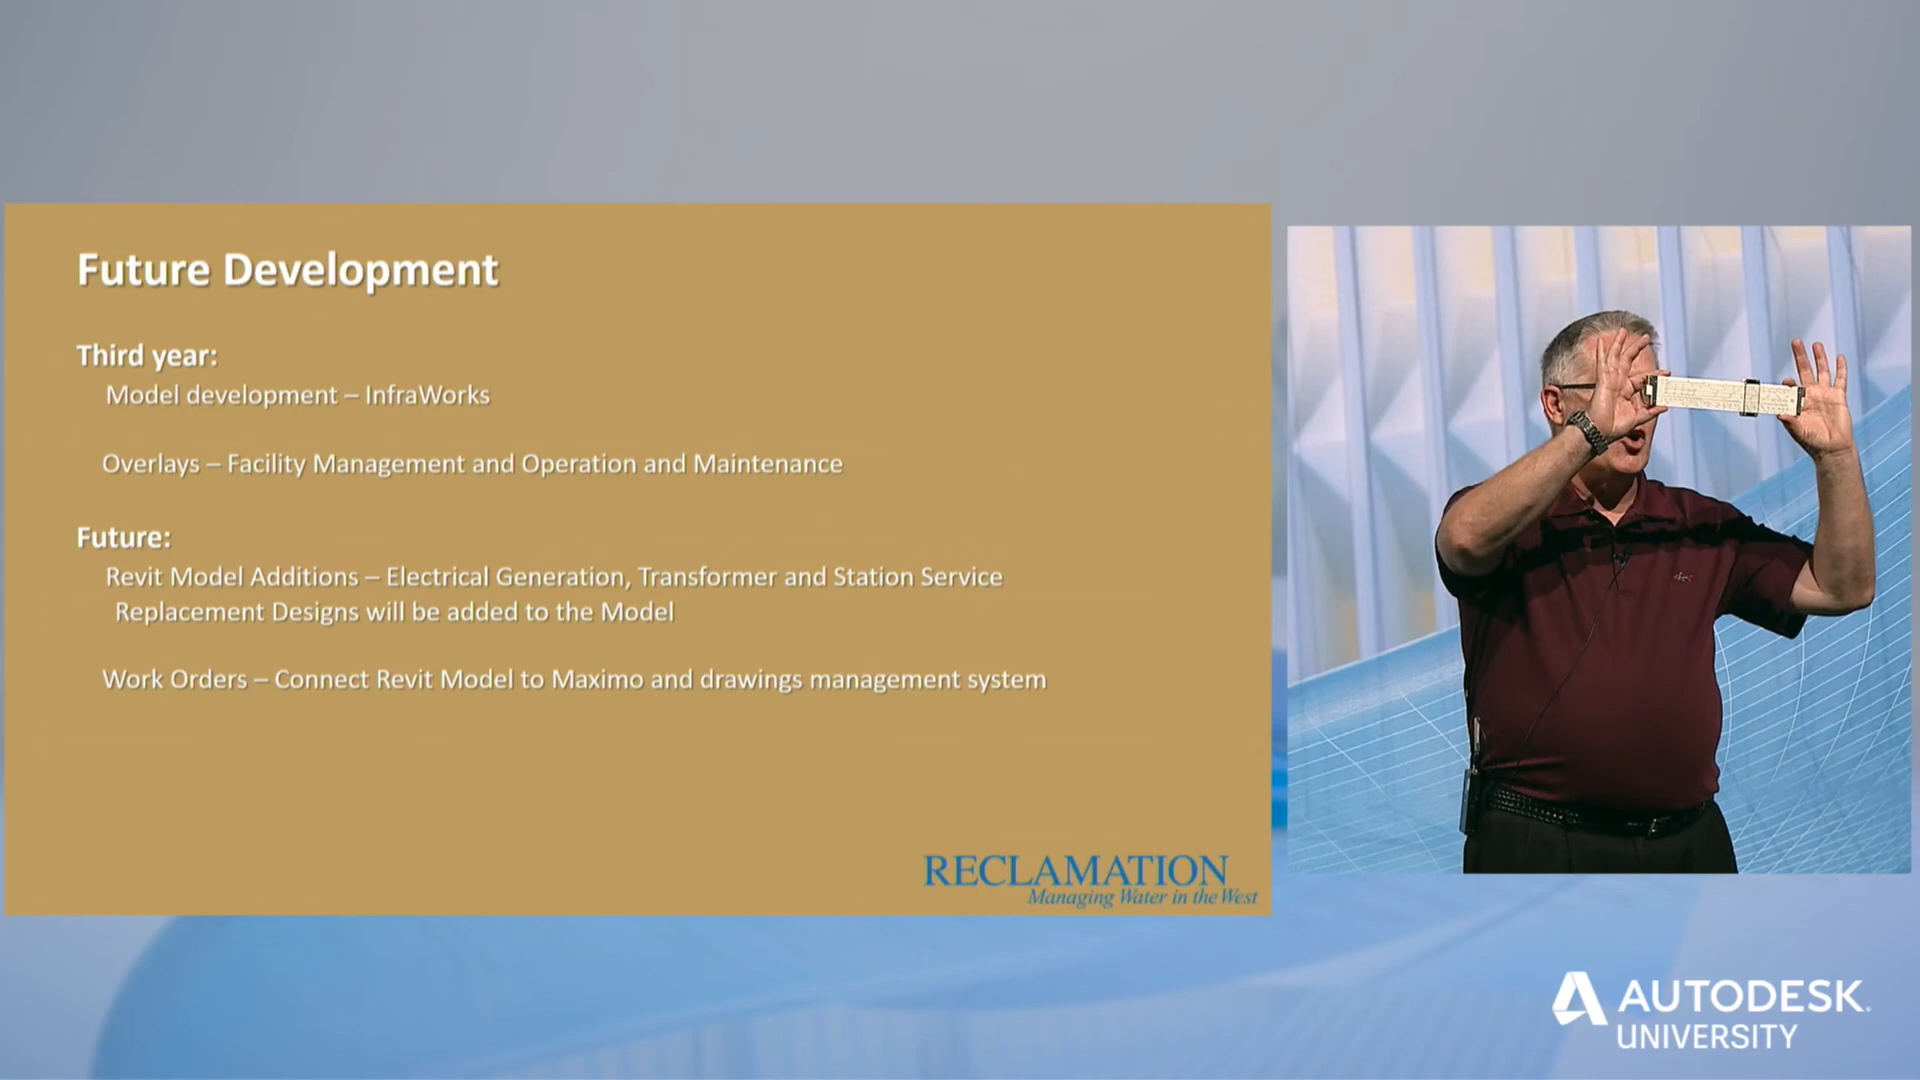 Future Development
Third year:
Model development – InfraWorks
Overlays – Facility Management and Operation and Maintenance
Future:
Revit Model Additions – Electrical Generation, Transformer and Station Service
Replacement Designs will be added to the Model
Work Orders – Connect Revit Model to Maximo and drawings management system
RECLAMATION
Managing Water in the West
AUTODESK.
UNIVERSITY